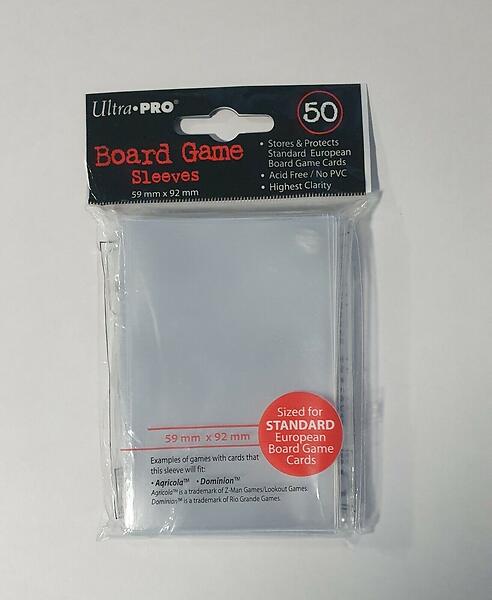 Ultra•PRO®
50
Board Game
Sleeves
59 mm x 92 mm
• Stores & Protects
Standard European
Board Game Cards
• Acid Free / No PVC
• Highest Clarity
59 mm x 92 mm
Sized for
STANDARD
European
Board Game
Cards
Examples of games with cards that
this sleeve will fit:
• Agricola™ • Dominion™
Agricola™ is a trademark of Z-Man Games/Lookout Games.
Dominion™ is a trademark of Rio Grande Games.